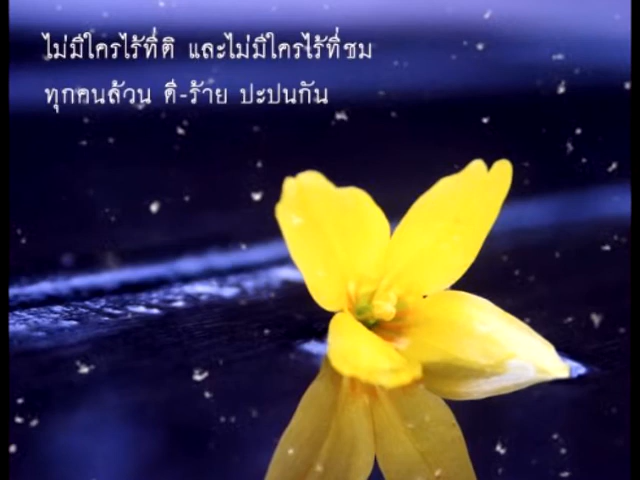 ไม่มีใครไร้ที่ติ และไม่มีใครไร้ที่ชม
ทุกคนล้วน ดี-ร้าย ปะปนกัน